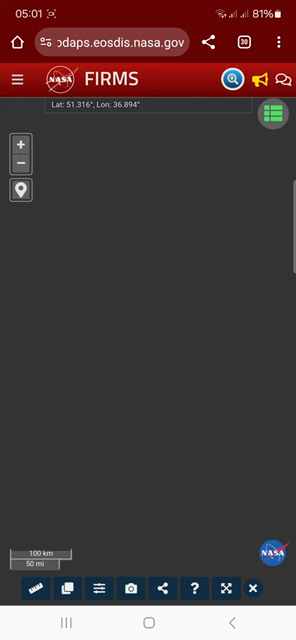 05:01 81%
odaps.eosdis.nasa.gov 30
NASA FIRMS
Lat: 51.316°, Lon: 36.894°
+
−
100 km
50 mi
NASA
?